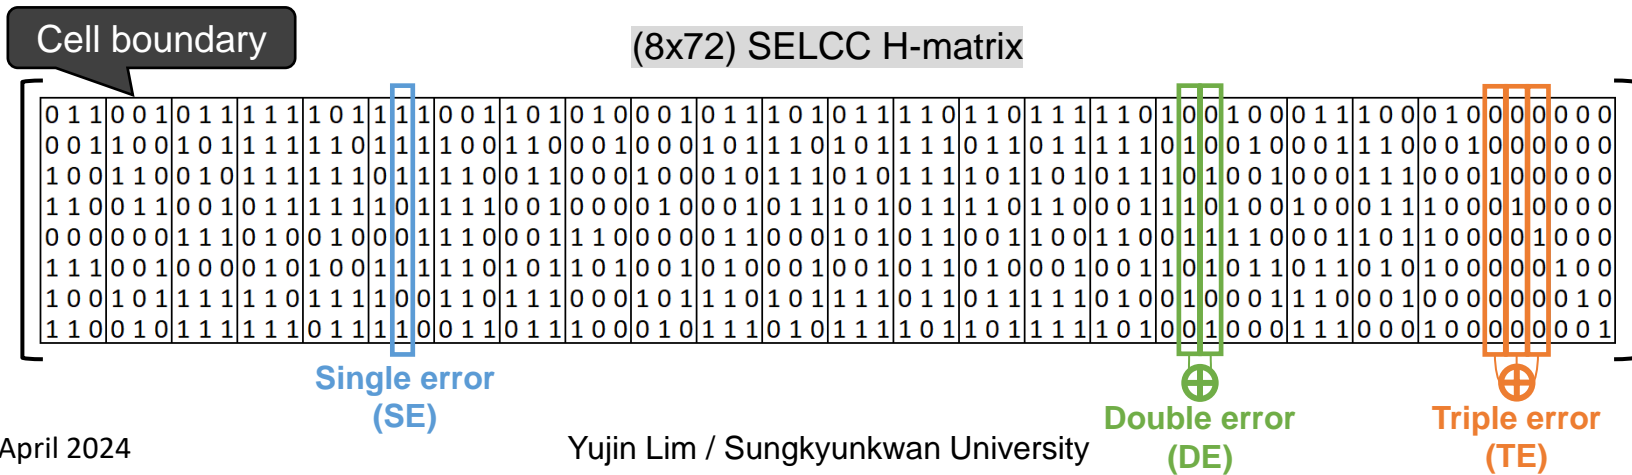 Cell boundary
(8x72) SELCC H-matrix
0 1 1 0 0 1 0 1 1 1 1 1 1 0 1 1 1 1 0 0 1 1 0 1 0 1 0 0 0 1 0 1 1 1 0 1 0 1 1 1 1 0 1 1 0 1 1 1 1 1 0 1 0 0 1 0 0 0 1 1 1 0 0 0 1 0 0 0 0 0 0 0
0 0 1 1 0 0 1 0 1 1 1 1 1 1 0 1 1 1 1 0 0 1 1 0 0 0 1 0 0 0 1 0 1 1 1 0 1 0 1 1 1 1 0 1 1 0 1 1 1 1 1 0 1 0 0 1 0 0 0 1 1 1 0 0 0 1 0 0 0 0 0 0
1 0 0 1 1 0 0 1 0 1 1 1 1 1 1 0 1 1 1 1 0 0 1 1 0 0 0 1 0 0 0 1 0 1 1 1 0 1 0 1 1 1 1 0 1 1 0 1 0 1 1 1 0 1 0 0 1 0 0 0 1 1 1 0 0 0 1 0 0 0 0 0
1 1 0 0 1 1 0 0 1 0 1 1 1 1 1 1 0 1 1 1 1 0 0 1 0 0 0 0 1 0 0 0 1 0 1 1 1 0 1 0 1 1 1 1 0 1 1 0 0 0 1 1 1 0 1 0 0 1 0 0 0 1 1 1 0 0 0 1 0 0 0 0
0 0 0 0 0 0 1 1 1 0 1 0 0 1 0 0 0 1 1 1 0 0 0 1 1 1 0 0 0 0 0 1 1 0 0 0 1 0 1 0 1 1 0 0 1 1 0 0 1 1 0 0 1 1 1 1 0 0 0 1 1 0 1 1 0 0 0 0 1 0 0 0
1 1 1 0 0 1 0 0 0 0 1 0 1 0 0 1 1 1 1 1 0 1 0 1 1 0 1 0 0 1 0 1 0 0 0 1 0 0 1 0 1 1 0 1 0 0 0 1 0 0 1 1 0 1 0 1 1 0 1 1 0 1 0 1 0 0 0 0 0 1 0 0
1 0 0 1 0 1 1 1 1 1 1 0 1 1 1 1 0 0 1 1 0 1 1 1 0 0 0 1 0 1 1 1 0 1 0 1 1 1 1 0 1 1 0 1 1 1 1 1 0 1 0 0 1 0 0 0 1 1 1 0 0 0 1 0 0 0 0 0 0 0 1 0
1 1 0 0 1 0 1 1 1 1 1 1 0 1 1 1 1 0 0 1 1 0 1 1 1 0 0 0 1 0 1 1 1 0 1 0 1 1 1 1 0 1 1 0 1 1 1 1 1 0 1 0 0 1 0 0 0 1 1 1 0 0 0 1 0 0 0 0 0 0 0 1
Single error
(SE)
Double error
(DE)
Triple error
(TE)
April 2024
Yujin Lim / Sungkyunkwan University